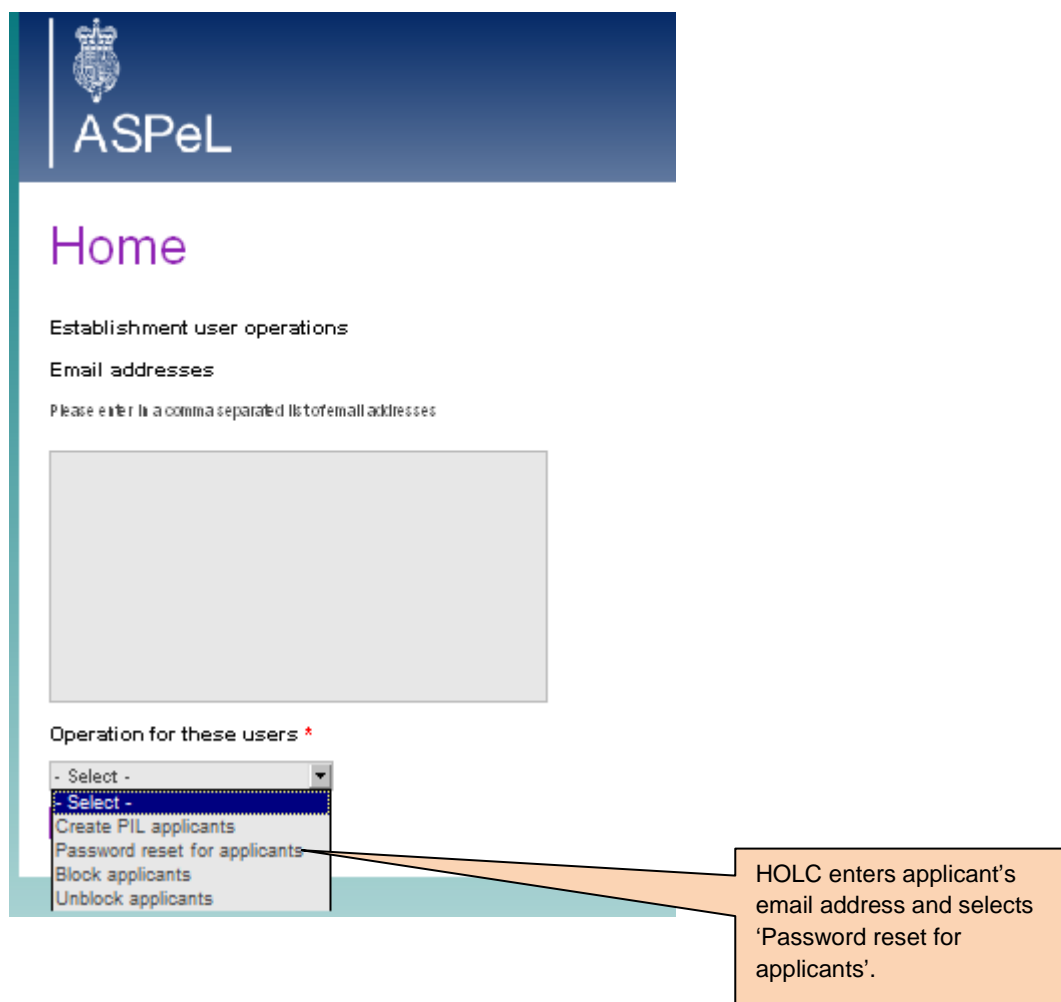 ASPeL
Home
Establishment user operations
Email addresses
Please enter in a comma separated list of email addresses
Operation for these users *
- Select -
- Select -
Create PIL applicants
Password reset for applicants
Block applicants
Unblock applicants
HOLC enters applicant’s
email address and selects
‘Password reset for
applicants’.